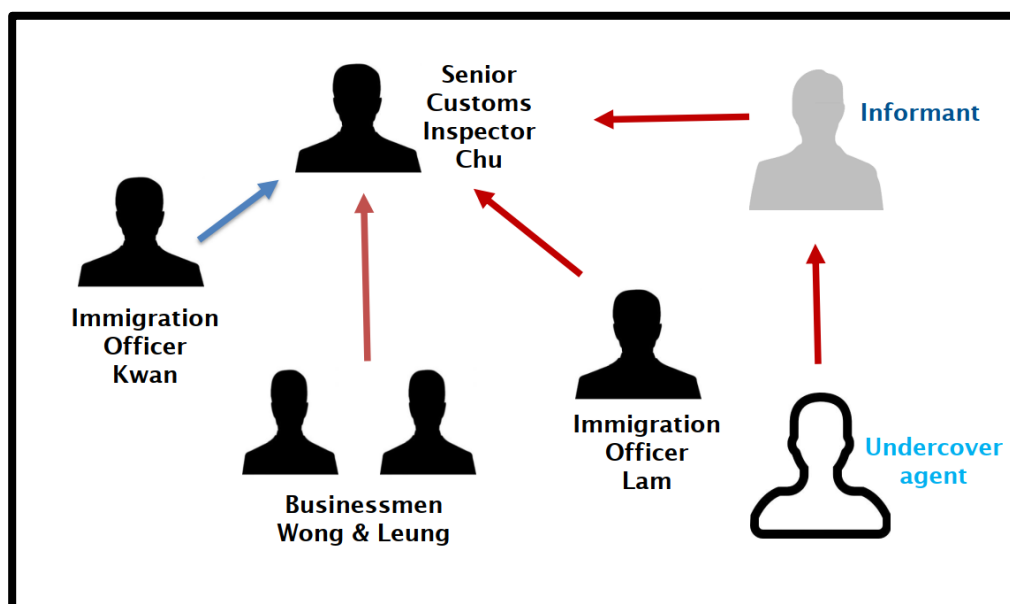 Senior
Customs
Inspector
Chu
Informant
Immigration
Officer
Kwan
Businessmen
Wong & Leung
Immigration
Officer
Lam
Undercover
agent